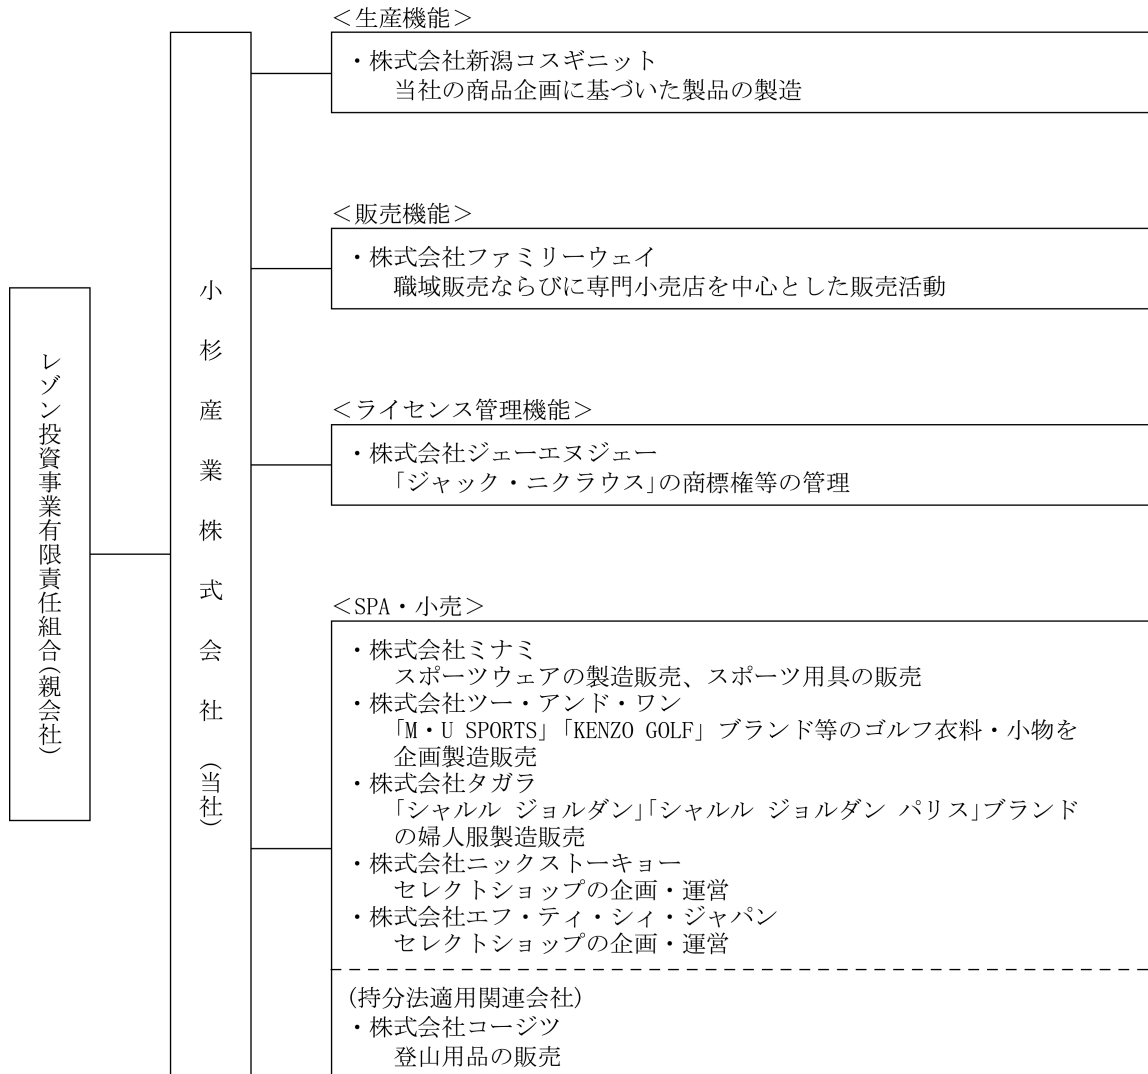 レゾン投資事業有限責任組合(親会社)
小杉産業株式会社(当社)
＜生産機能＞
・株式会社新潟コスギニット
当社の商品企画に基づいた製品の製造
＜販売機能＞
・株式会社ファミリーウェイ
職域販売ならびに専門小売店を中心とした販売活動
＜ライセンス管理機能＞
・株式会社ジェーエヌジェー
「ジャック・ニクラウス」の商標権等の管理
＜SPA・小売＞
・株式会社ミナミ
スポーツウェアの製造販売、スポーツ用具の販売
・株式会社ツー・アンド・ワン
「M・U SPORTS」「KENZO GOLF」ブランド等のゴルフ衣料・小物を
企画製造販売
・株式会社タガラ
「シャルル ジョルダン」「シャルル ジョルダン パリス」ブランド
の婦人服製造販売
・株式会社ニックストーキョー
セレクトショップの企画・運営
・株式会社エフ・ティ・シィ・ジャパン
セレクトショップの企画・運営
(持分法適用関連会社)
・株式会社コージツ
登山用品の販売